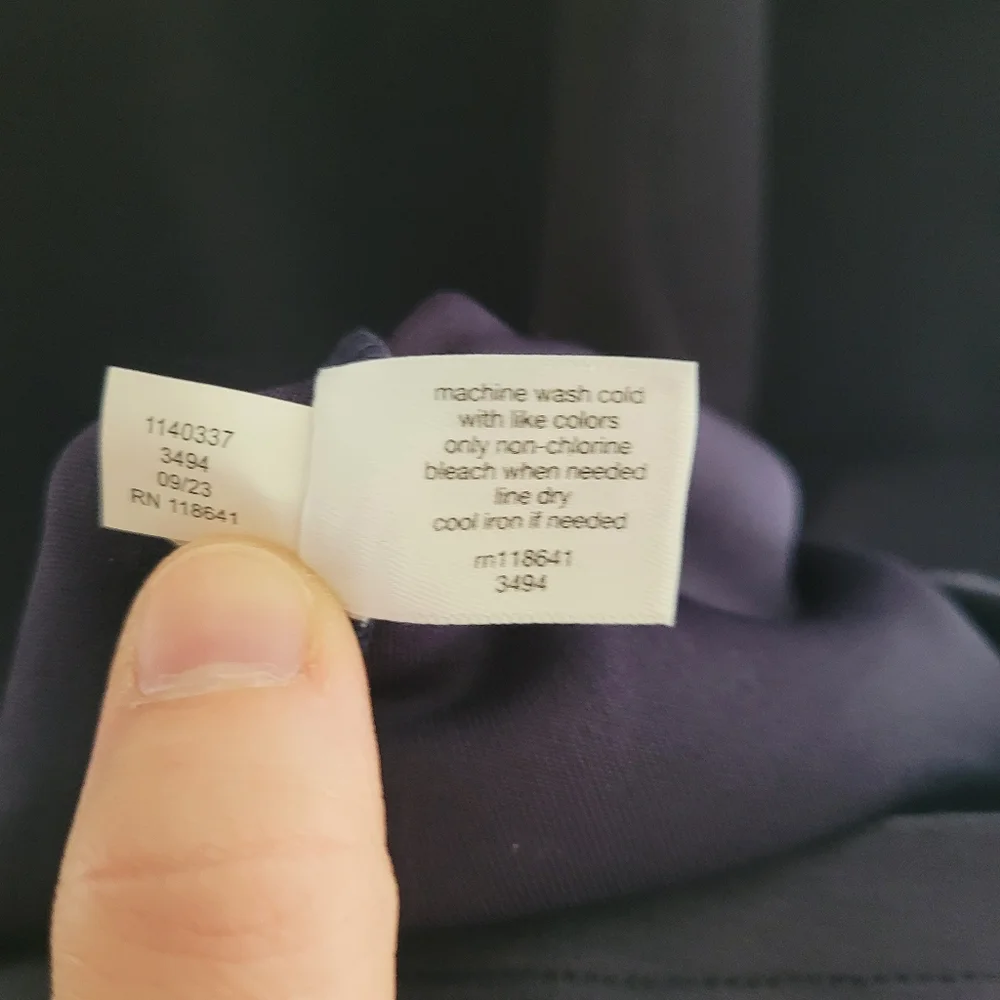 1140337
3494
09/23
RN 118641
machine wash cold
with like colors
only non-chlorine
bleach when needed
line dry
cool iron if needed
rn118641
3494